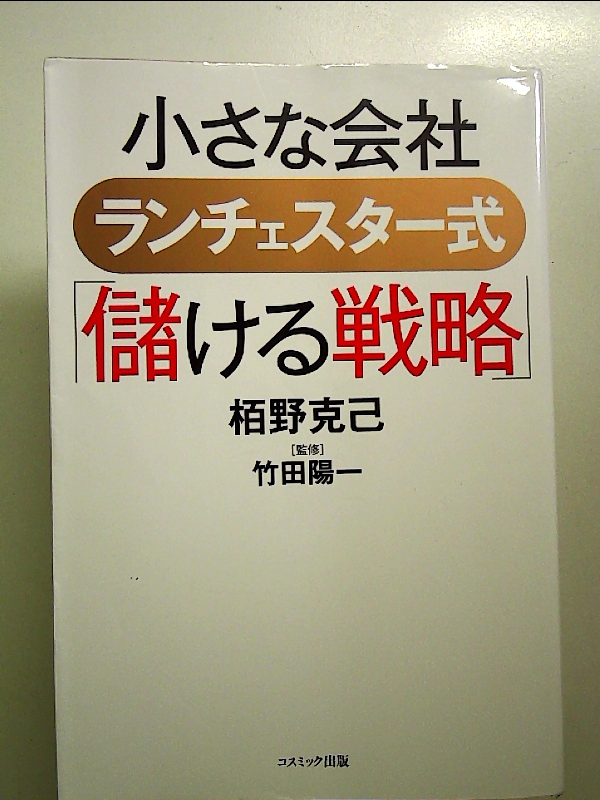 小さな会社
ランチェスター式
「儲ける戦略」
栢野克己
[監修]
竹田陽一
コスミック出版